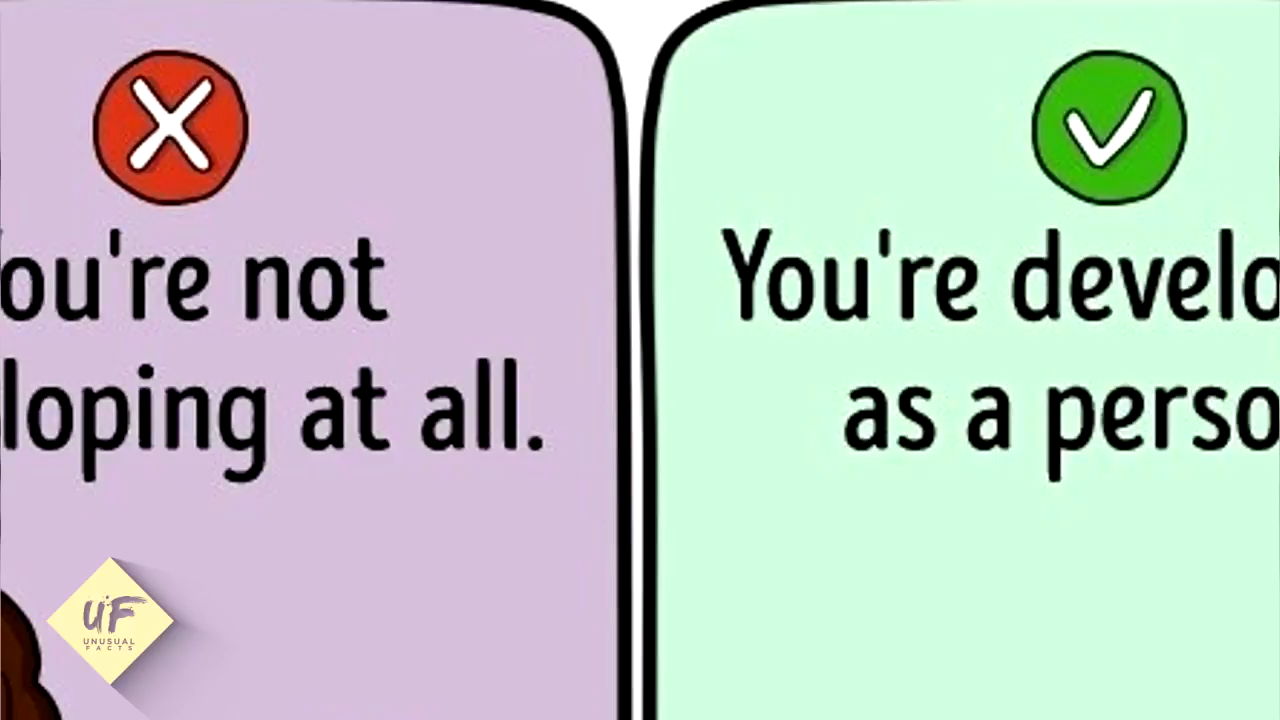 ou're not
loping at all.
You're develo
as a perso
UF
UNUSUAL
FACTS